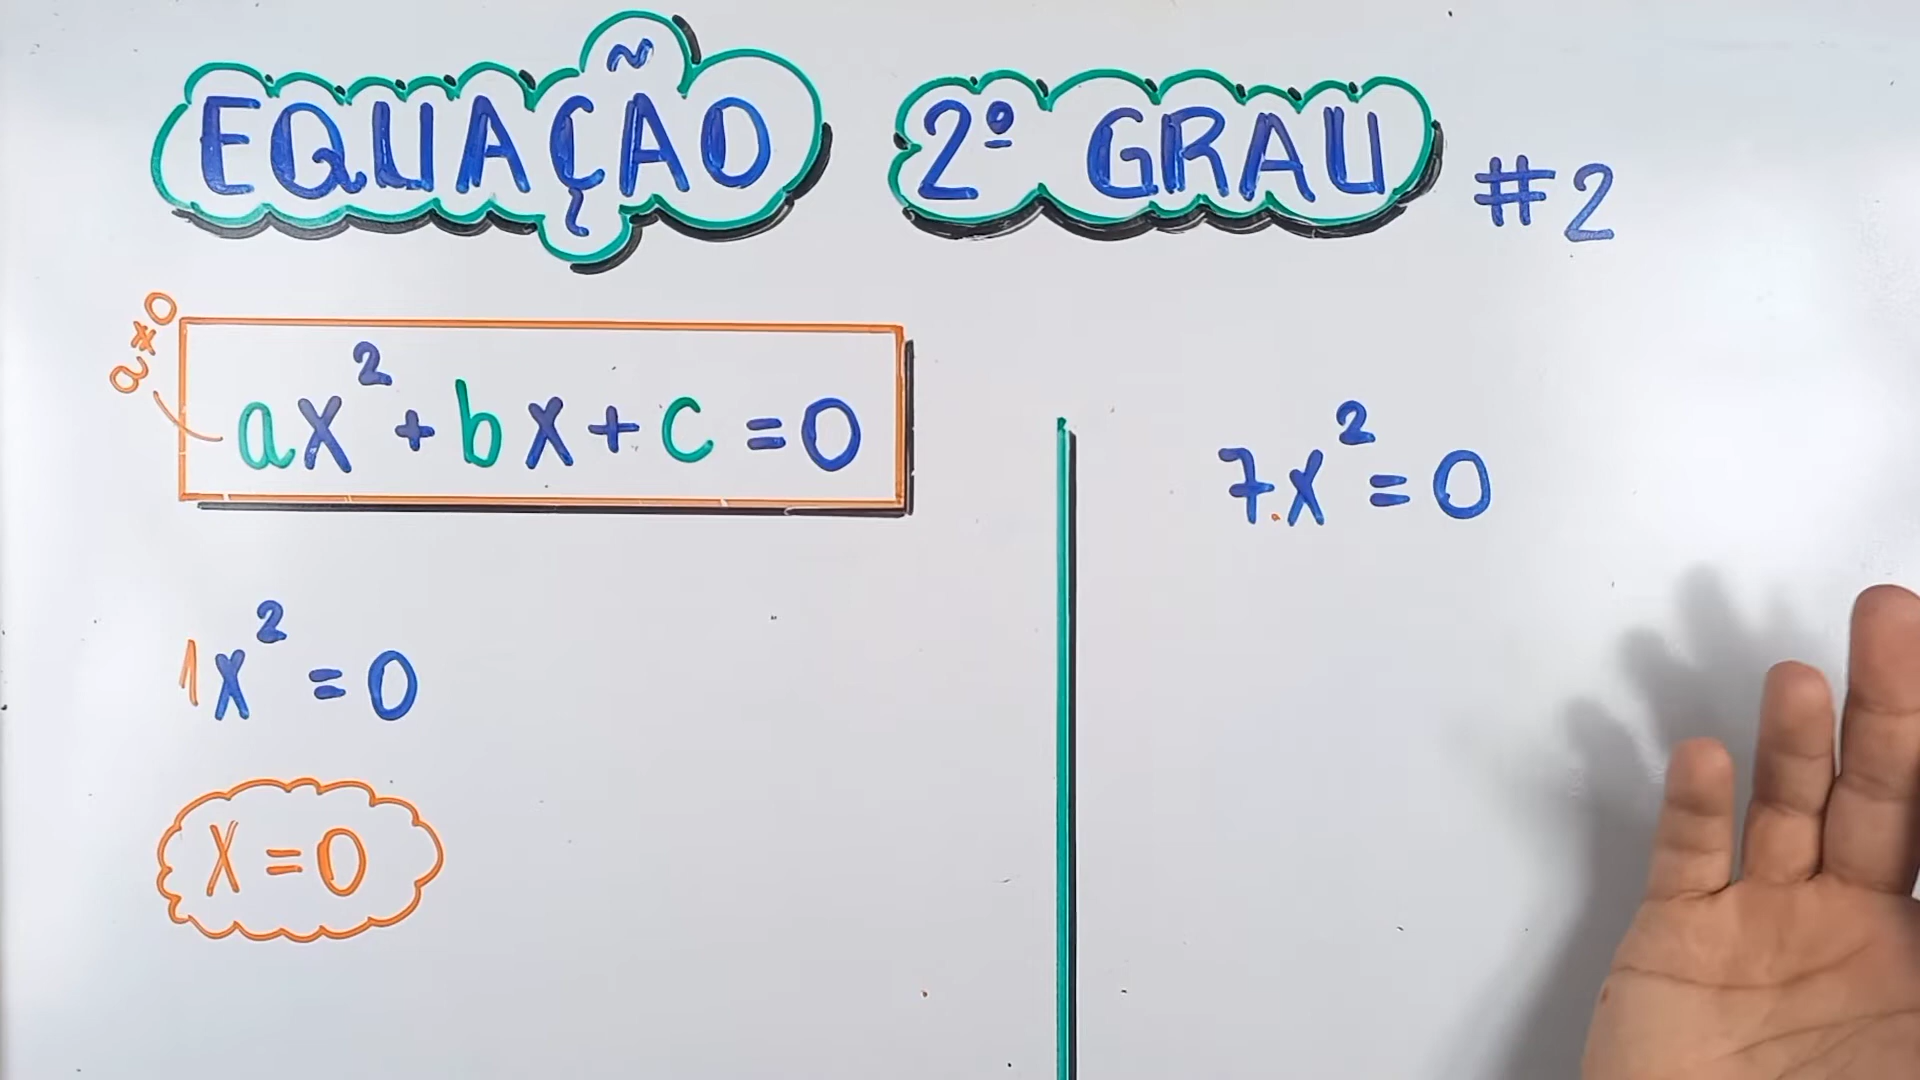 EQUAÇÃO 2º GRAU #2
a≠0
ax² + bx + c = 0
7.x² = 0
1x² = 0
x = 0